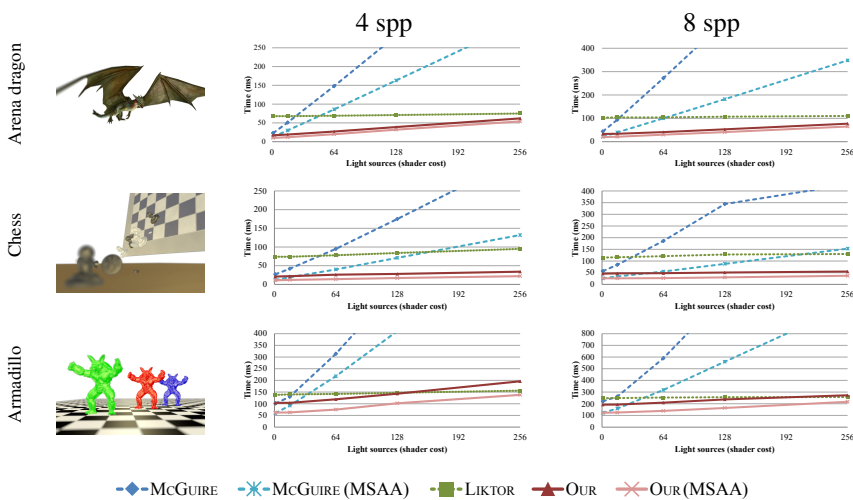 4 spp
8 spp
Arena dragon
Time (ms)
250
200
150
100
50
0
0 64 128 192 256
Light sources (shader cost)
Time (ms)
400
350
300
250
200
150
100
50
0
0 64 128 192 256
Light sources (shader cost)
Chess
Time (ms)
250
200
150
100
50
0
0 64 128 192 256
Light sources (shader cost)
Time (ms)
400
350
300
250
200
150
100
50
0
0 64 128 192 256
Light sources (shader cost)
Armadillo
Time (ms)
400
350
300
250
200
150
100
50
0
0 64 128 192 256
Light sources (shader cost)
Time (ms)
800
700
600
500
400
300
200
100
0
0 64 128 192 256
Light sources (shader cost)
MCGUIRE MCGUIRE (MSAA) LIKTOR OUR OUR (MSAA)